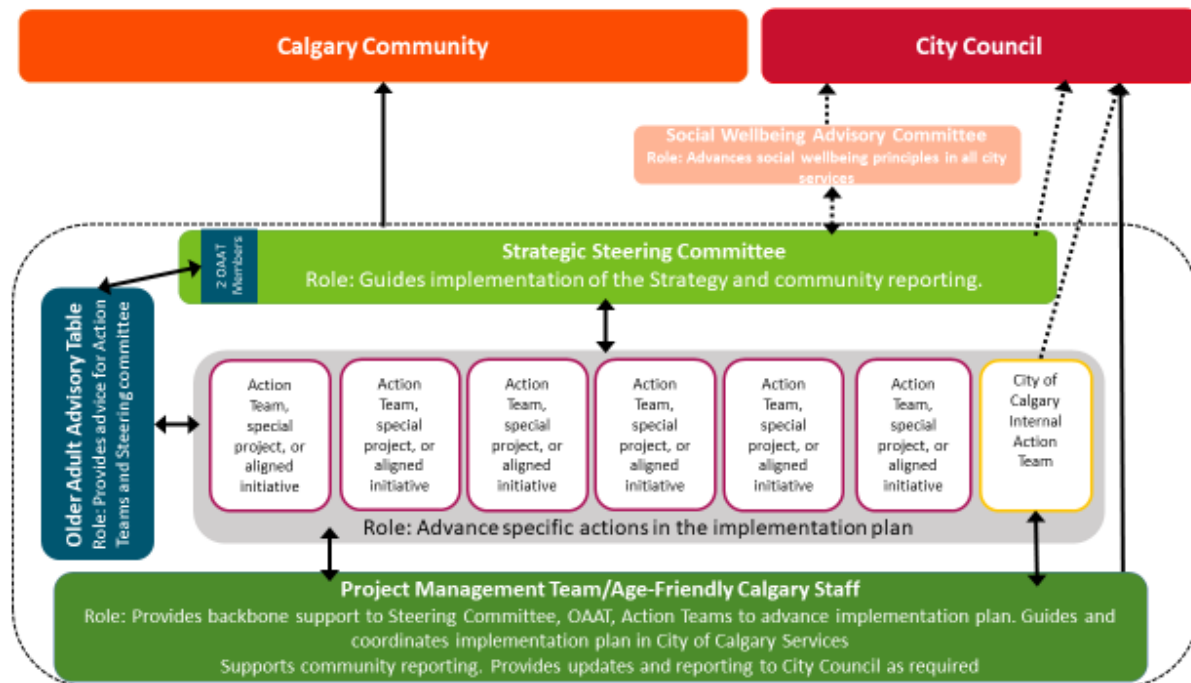 Calgary Community
City Council
Social Wellbeing Advisory Committee
Role: Advances social wellbeing principles in all city
services
2 OAAT
Members
Strategic Steering Committee
Role: Guides implementation of the Strategy and community reporting.
Older Adult Advisory Table
Role: Provides advice for Action
Teams and Steering committee
Action
Team,
special
project, or
aligned
initiative
Action
Team,
special
project, or
aligned
initiative
Action
Team,
special
project, or
aligned
initiative
Action
Team,
special
project, or
aligned
initiative
Action
Team,
special
project, or
aligned
initiative
Action
Team,
special
project, or
aligned
initiative
City of
Calgary
Internal
Action
Team
Role: Advance specific actions in the implementation plan
Project Management Team/Age-Friendly Calgary Staff
Role: Provides backbone support to Steering Committee, OAAT, Action Teams to advance implementation plan. Guides and
coordinates implementation plan in City of Calgary Services
Supports community reporting. Provides updates and reporting to City Council as required